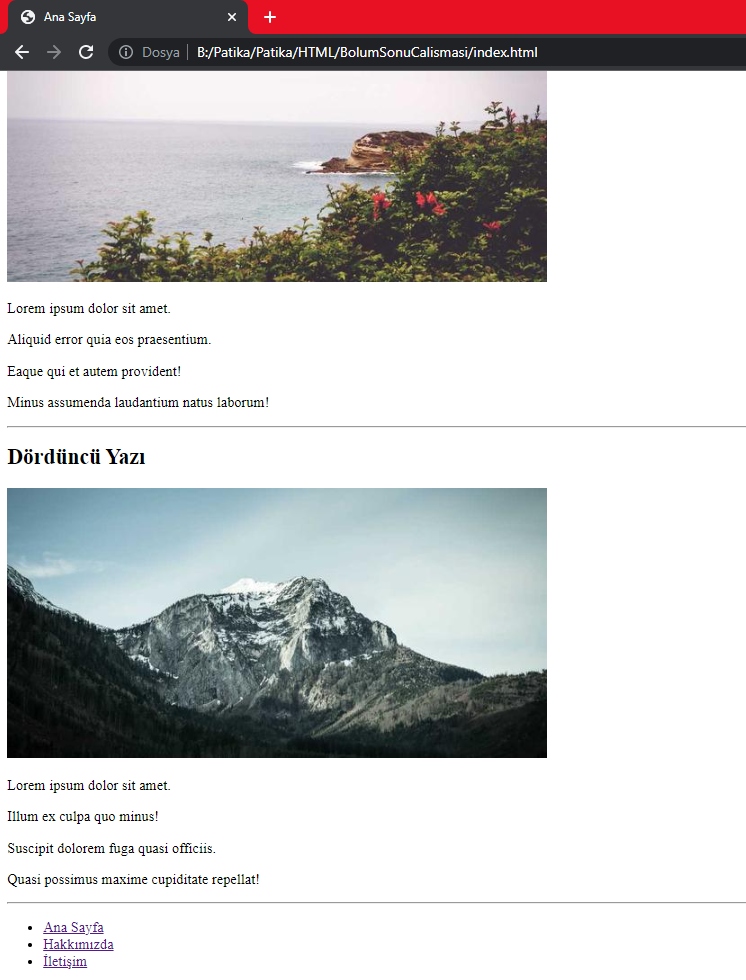 Ana Sayfa
Dosya B:/Patika/Patika/HTML/BolumSonuCalismasi/index.html
Lorem ipsum dolor sit amet.
Aliquid error quia eos praesentium.
Eaque qui et autem provident!
Minus assumenda laudantium natus laborum!
Dördüncü Yazı
Lorem ipsum dolor sit amet.
Illum ex culpa quo minus!
Suscipit dolorem fuga quasi officiis.
Quasi possimus maxime cupiditate repellat!
Ana Sayfa
Hakkımızda
İletişim